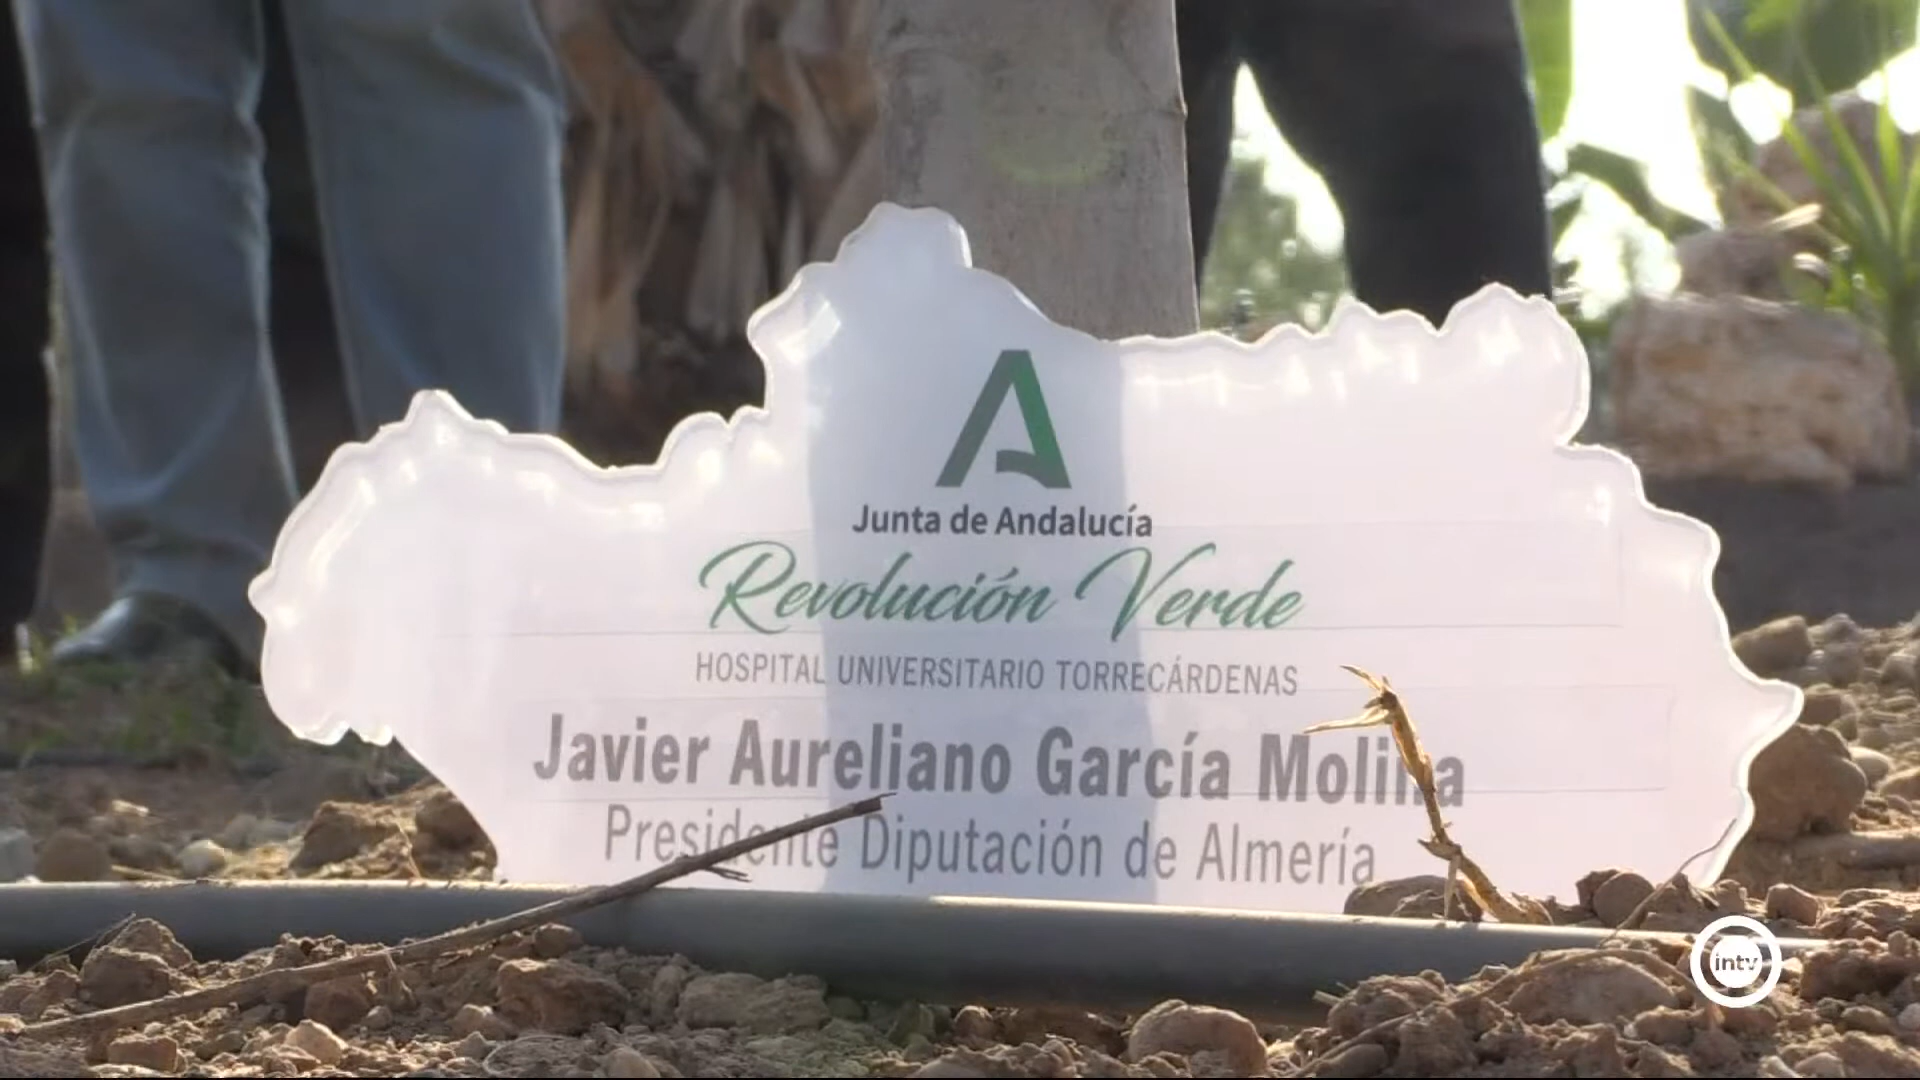 Junta de Andalucía
Revolución Verde
HOSPITAL UNIVERSITARIO TORRECÁRDENAS
Javier Aureliano García Molina
Presidente Diputación de Almería
intv